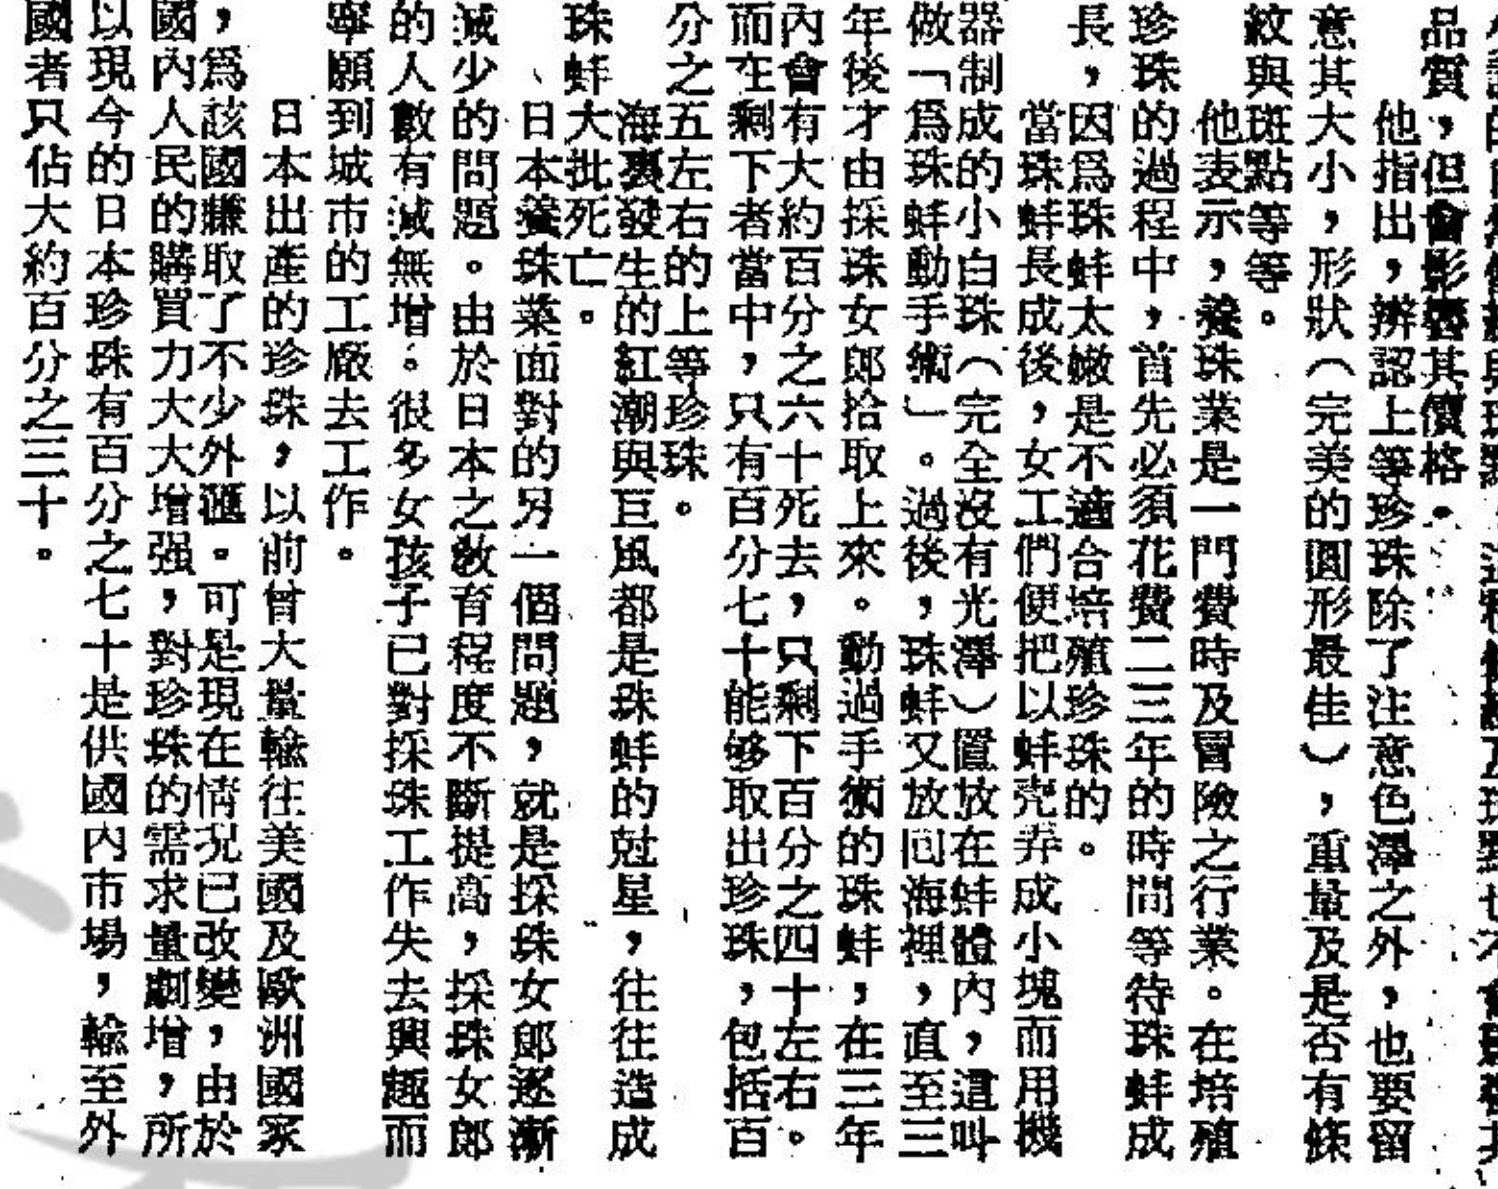 品質，但會影響其價格。
他指出，辨認上等珍珠除了注意色澤之外，也要留
意其大小，形狀（完美的圓形最佳），重量及是否有條
紋與斑點等等。
他表示，養珠業是一門費時及冒險之行業。在培殖
珍珠的過程中，首先必須花費二三年的時間等待珠蚌成
長，因爲珠蚌太嫩是不適合培殖珍珠的。
當珠蚌長成後，女工們便把以蚌壳弄成小塊而用機
器制成的小白珠（完全沒有光澤）置放在蚌體內，這叫
做「爲珠蚌動手術」。過後，珠蚌又放回海裡，直至三
年後才由採珠女郎拾取上來。動過手術的珠蚌，在三年
內會有大約百分之六十死去，只剩下百分之四十左右。
而在剩下者當中，只有百分七十能够取出珍珠，包括百
分之五左右的上等珍珠。
海裏發生的紅潮與巨風都是珠蚌的尅星，往往造成
珠蚌大批死亡。
日本養珠業面對的另一個問題，就是採珠女郎逐漸
減少的問題。由於日本之敎育程度不斷提高，採珠女郎
的人數有減無增。很多女孩子已對採珠工作失去興趣而
寧願到城市的工廠去工作。
日本出產的珍珠，以前曾大量輸往美國及歐洲國家
，爲該國賺取了不少外滙。可是現在情况已改變，由於
國內人民的購買力大大增强，對珍珠的需求量劇增，所
以現今的日本珍珠有百分之七十是供國內市場，輸至外
國者只佔大約百分之三十。